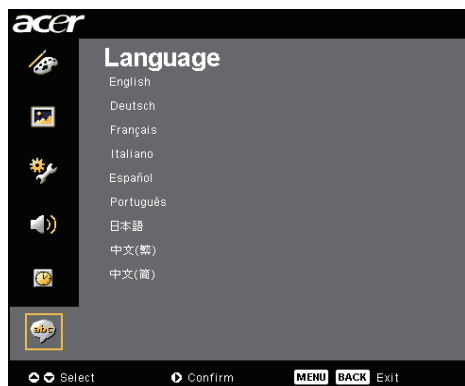 acer
Language
English
Deutsch
Français
Italiano
Español
Português
日本語
中文(繁)
中文(简)
abc
Select Confirm MENU BACK Exit